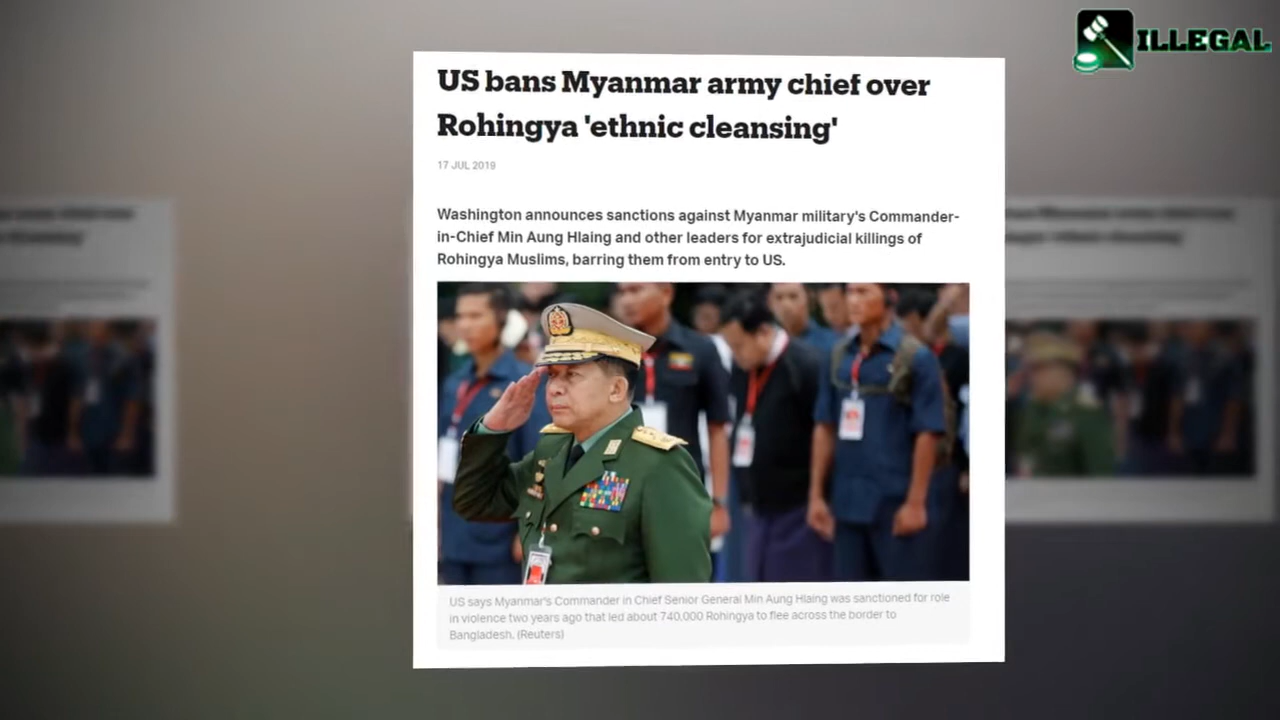 ILLEGAL
US bans Myanmar army chief over
Rohingya 'ethnic cleansing'
17 JUL 2019
Washington announces sanctions against Myanmar military's Commander-
in-Chief Min Aung Hlaing and other leaders for extrajudicial killings of
Rohingya Muslims, barring them from entry to US.
US says Myanmar's Commander in Chief Senior General Min Aung Hlaing was sanctioned for role
in violence two years ago that led about 740,000 Rohingya to flee across the border to
Bangladesh. (Reuters)